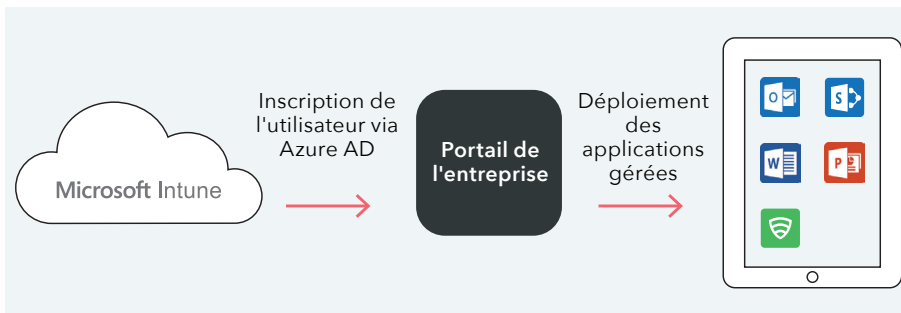 Microsoft Intune
Inscription de
l'utilisateur via
Azure AD
Portail de
l'entreprise
Déploiement
des
applications
gérées
O
S
W
P